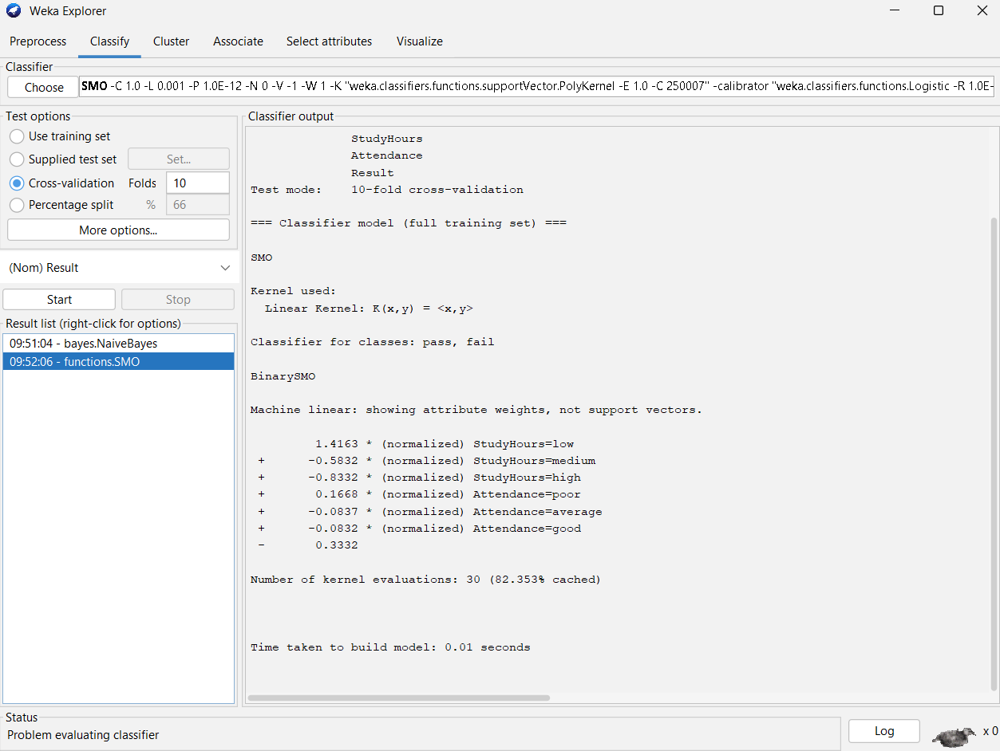 Weka Explorer
Preprocess Classify Cluster Associate Select attributes Visualize
Classifier
Choose SMO -C 1.0 -L 0.001 -P 1.0E-12 -N 0 -V -1 -W 1 -K "weka.classifiers.functions.supportVector.PolyKernel -E 1.0 -C 250007" -calibrator "weka.classifiers.functions.Logistic -R 1.0E-
Test options
Use training set
Supplied test set Set...
Cross-validation Folds 10
Percentage split % 66
More options...
(Nom) Result
Start Stop
Result list (right-click for options)
09:51:04 - bayes.NaiveBayes
09:52:06 - functions.SMO
Classifier output
StudyHours
Attendance
Result
Test mode: 10-fold cross-validation
=== Classifier model (full training set) ===
SMO
Kernel used:
Linear Kernel: K(x,y) = <x,y>
Classifier for classes: pass, fail
BinarySMO
Machine linear: showing attribute weights, not support vectors.
1.4163 * (normalized) StudyHours=low
+ -0.5832 * (normalized) StudyHours=medium
+ -0.8332 * (normalized) StudyHours=high
+ 0.1668 * (normalized) Attendance=poor
+ -0.0837 * (normalized) Attendance=average
+ -0.0832 * (normalized) Attendance=good
- 0.3332
Number of kernel evaluations: 30 (82.353% cached)
Time taken to build model: 0.01 seconds
Status
Problem evaluating classifier
Log
x 0